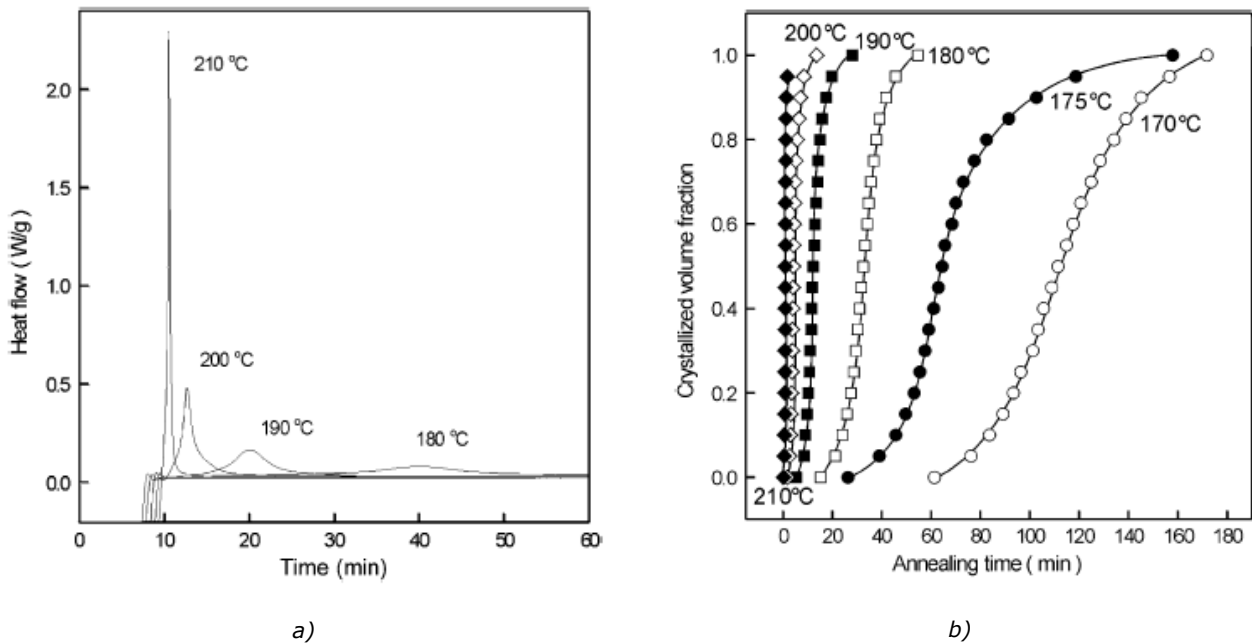 210 °C
200 °C
190 °C
180 °C
2.0
1.5
1.0
0.5
0.0
Heat flow ( W/g)
0 10 20 30 40 50 60
Time (min)
a)
200°C
190°C
180°C
175°C
170°C
210°C
1.0
0.8
0.6
0.4
0.2
0.0
Crystallized volume fraction
0 20 40 60 80 100 120 140 160 180
Annealing time ( min )
b)